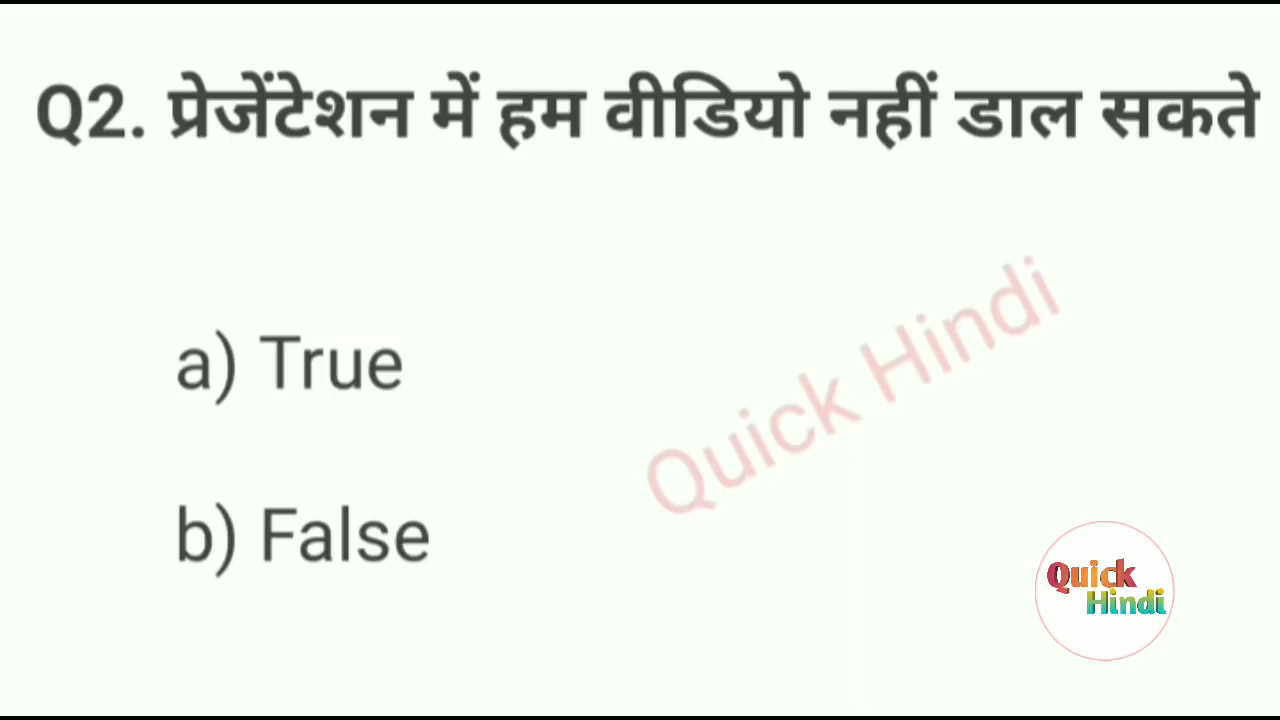 Q2. प्रेजेंटेशन में हम वीडियो नहीं डाल सकते
a) True
Quick Hindi
b) False
Quick
Hindi